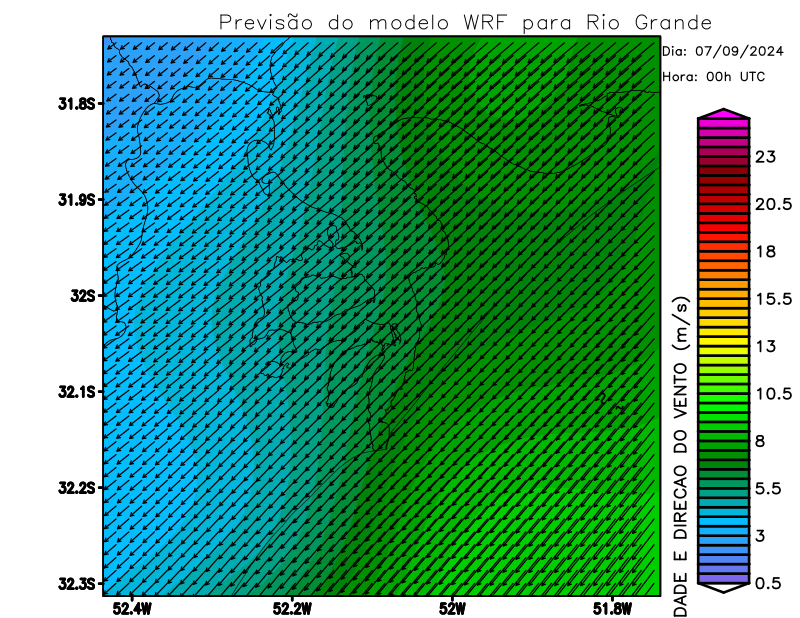 Previsão do modelo WRF para Rio Grande
Dia: 07/09/2024
Hora: 00h UTC
31.8S
31.9S
32S
32.1S
32.2S
32.3S
52.4W
52.2W
52W
51.8W
DADE E DIRECAO DO VENTO (m/s)
23
20.5
18
15.5
13
10.5
8
5.5
3
0.5